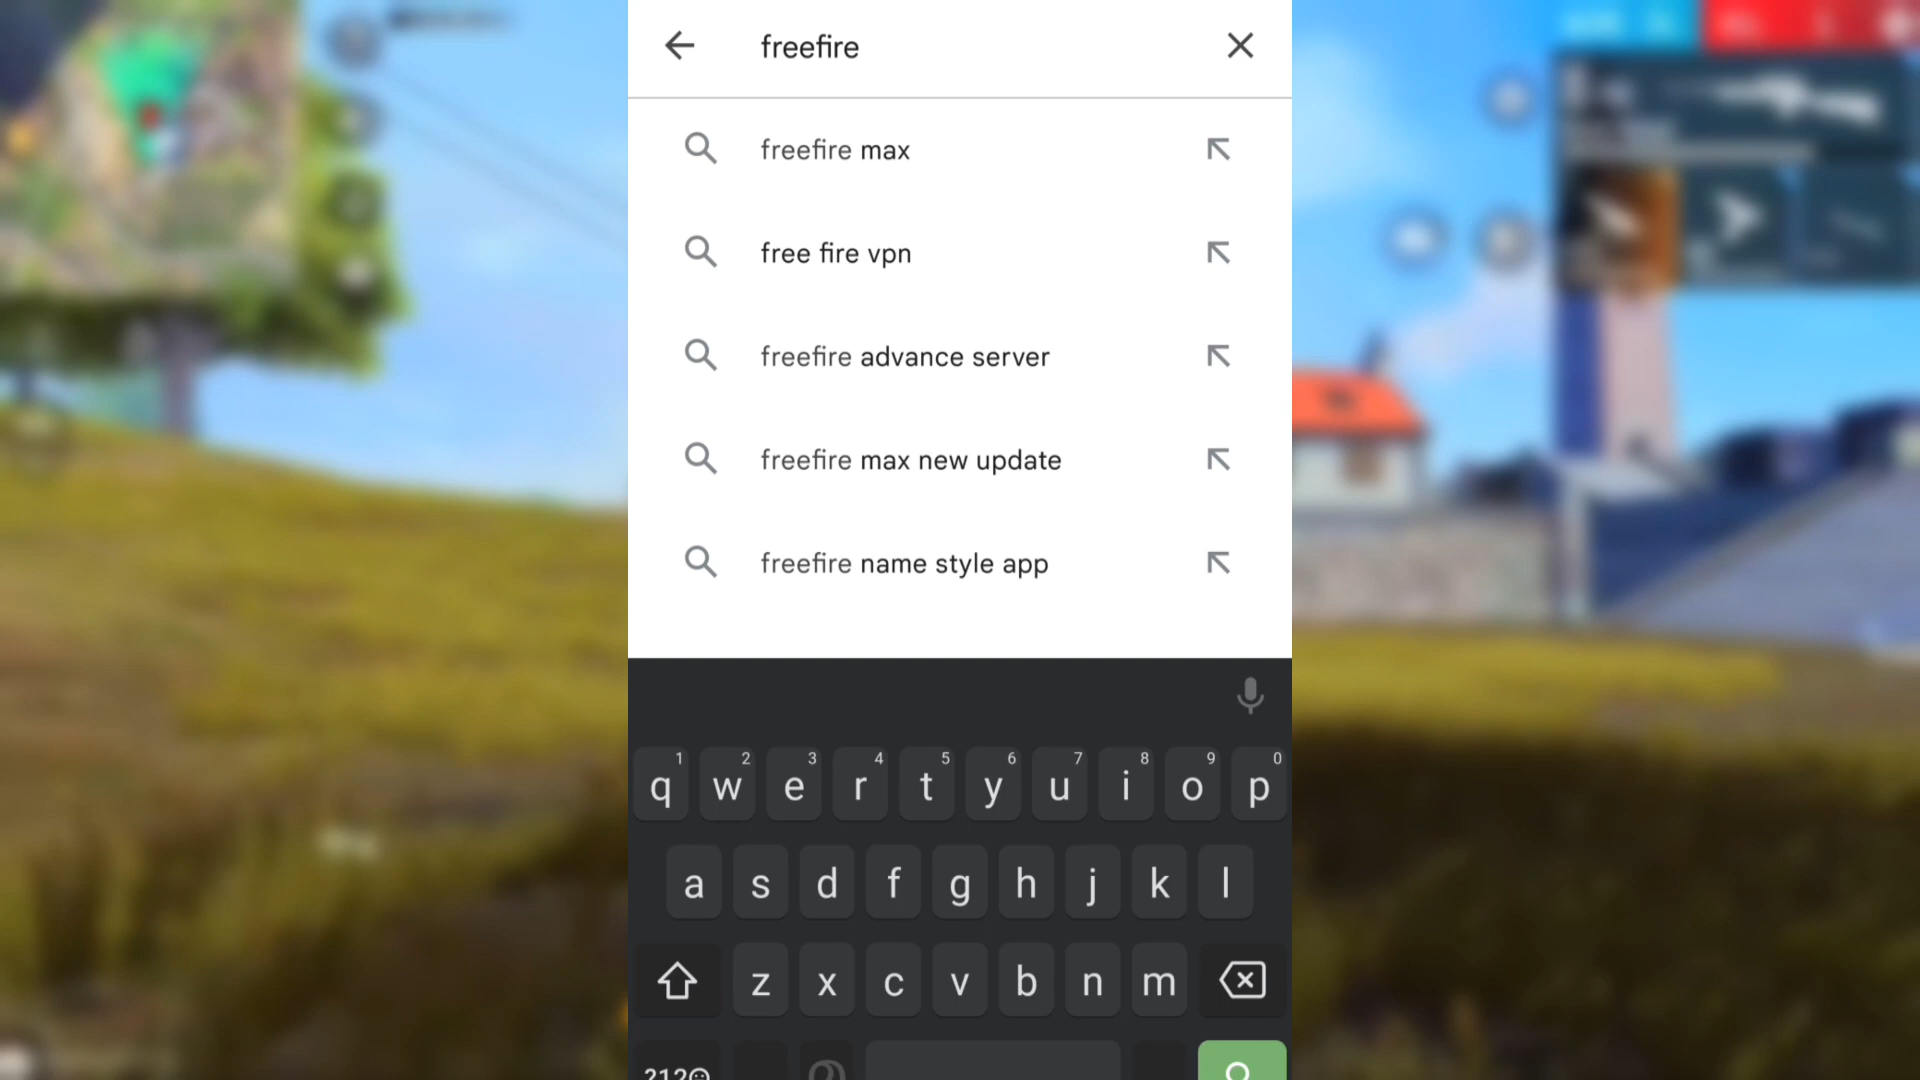 freefire
freefire max
free fire vpn
freefire advance server
freefire max new update
freefire name style app
1 2 3 4 5 6 7 8 9 0
q w e r t y u i o p
a s d f g h j k l
z x c v b n m
?12